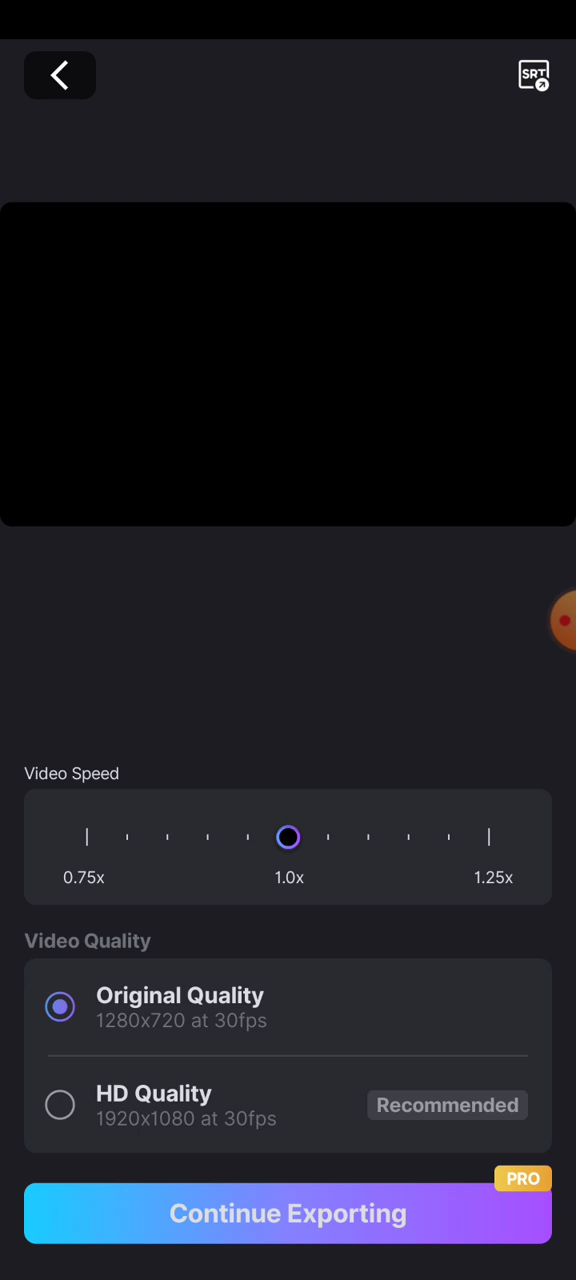 SRT
Video Speed
0.75x 1.0x 1.25x
Video Quality
Original Quality
1280x720 at 30fps
HD Quality
1920x1080 at 30fps
Recommended
PRO
Continue Exporting